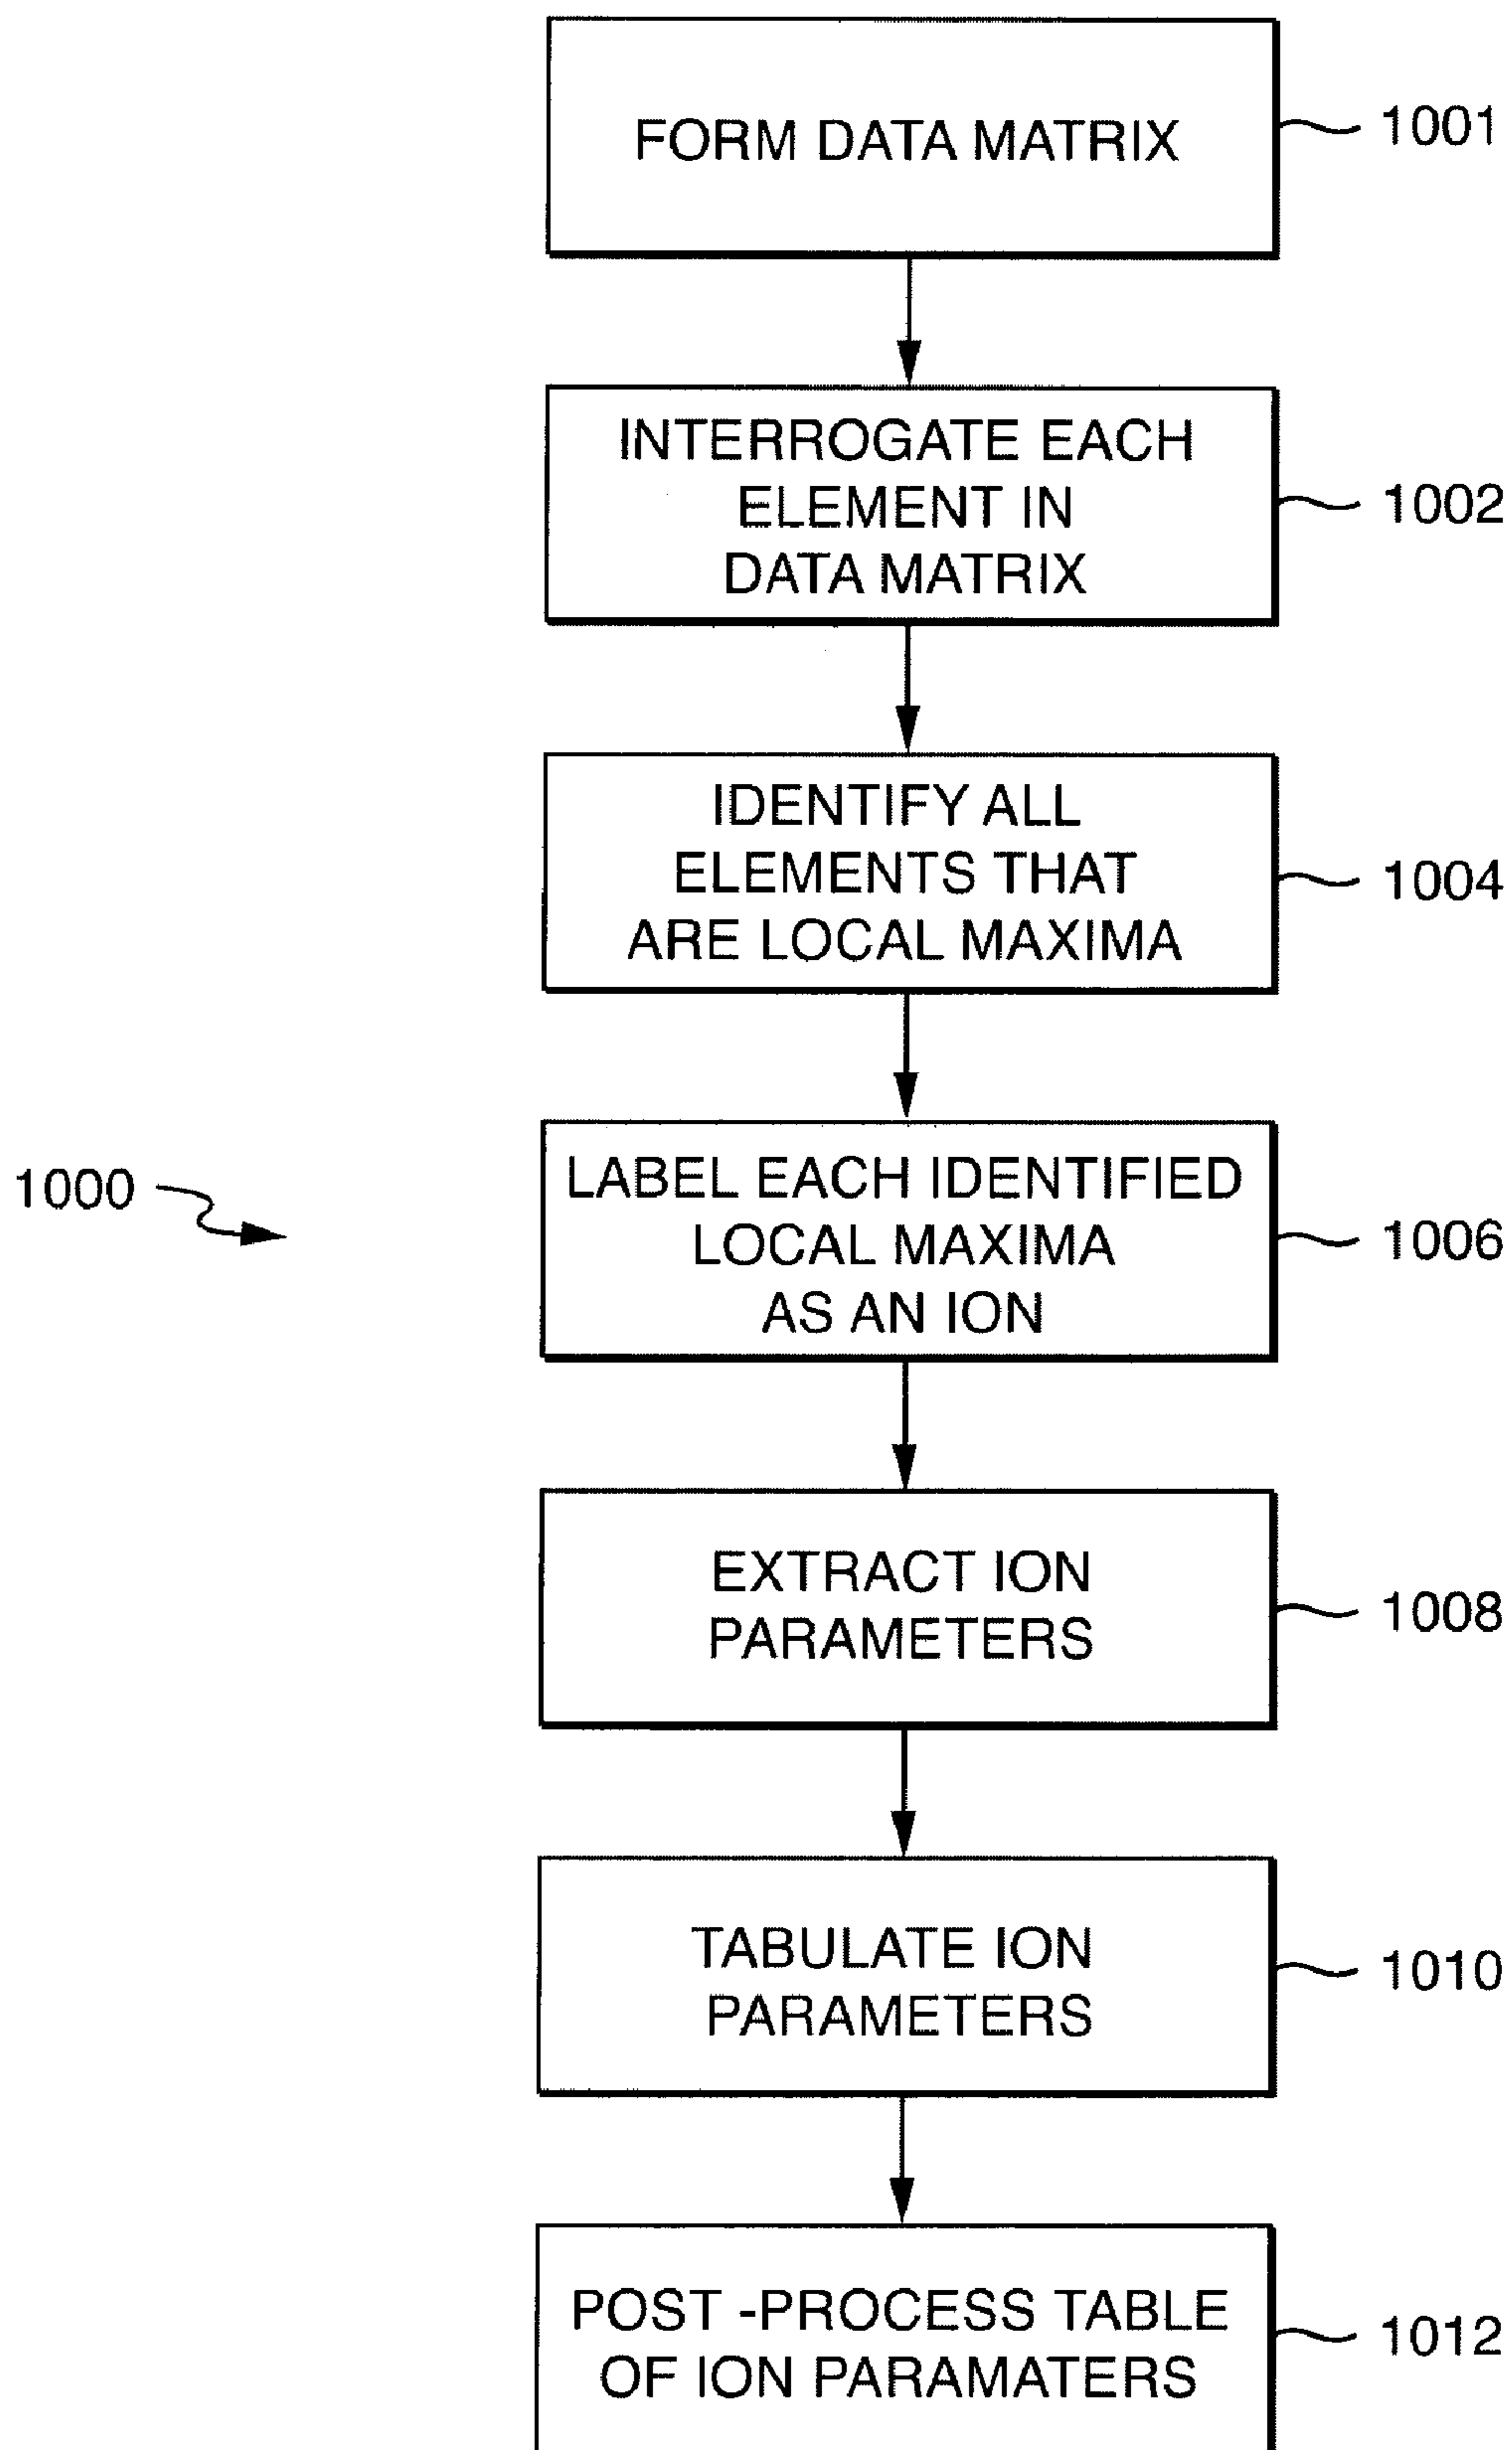 FORM DATA MATRIX
1001
INTERROGATE EACH
ELEMENT IN
DATA MATRIX
1002
IDENTIFY ALL
ELEMENTS THAT
ARE LOCAL MAXIMA
1004
1000
LABEL EACH IDENTIFIED
LOCAL MAXIMA
AS AN ION
1006
EXTRACT ION
PARAMETERS
1008
TABULATE ION
PARAMETERS
1010
POST -PROCESS TABLE
OF ION PARAMATERS
1012